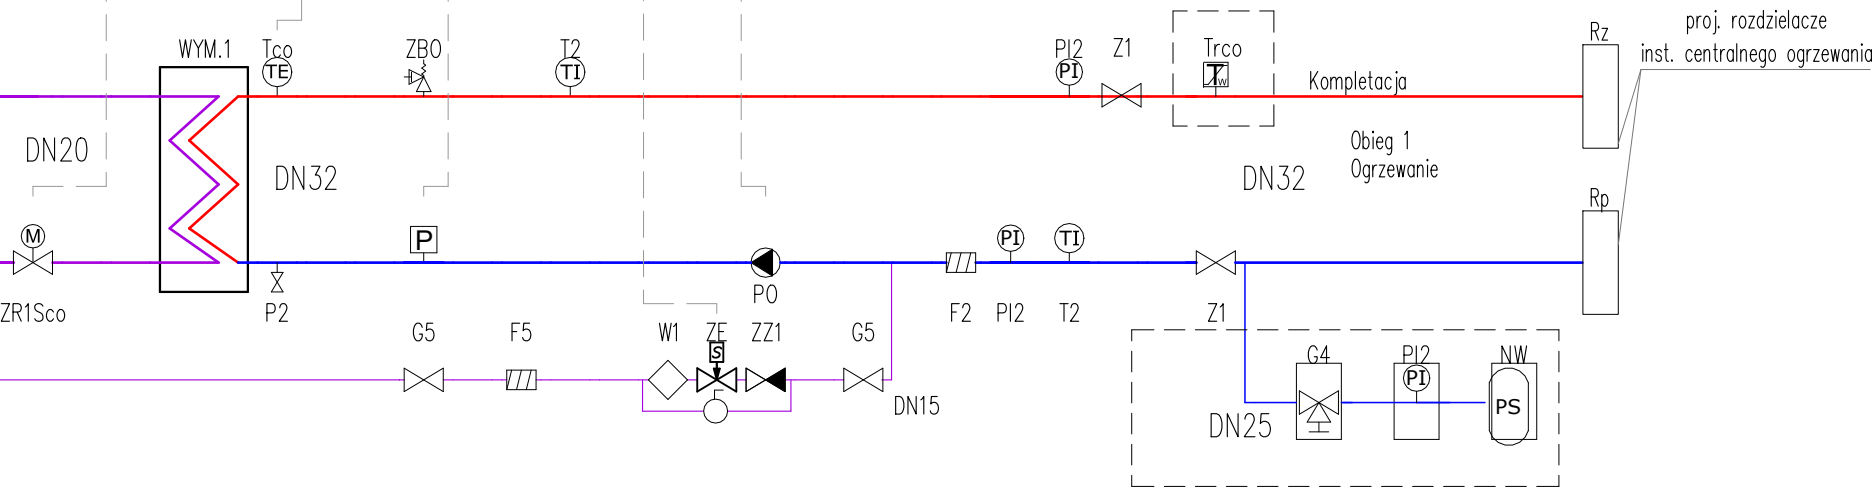 proj. rozdzielacze
inst. centralnego ogrzewania
WYM.1
Tco
TE
ZBO
T2
TI
PI2
PI
Z1
Trco
T
W
Kompletacja
Rz
Obieg 1
Ogrzewanie
DN20
DN32
DN32
Rp
M
P
PI
TI
ZR1Sco
P2
PO
F2
PI2
T2
Z1
G5
F5
W1
ZE
S
ZZ1
G5
DN15
G4
PI2
PI
NW
PS
DN25